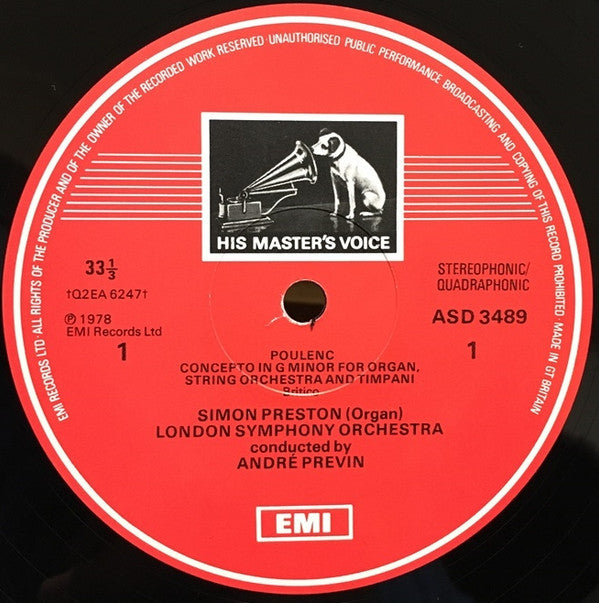 EMI RECORDS LTD ALL RIGHTS OF THE PRODUCER AND OF THE OWNER OF THE RECORDED WORK RESERVED · UNAUTHORISED PUBLIC PERFORMANCE BROADCASTING AND COPYING OF THIS RECORD PROHIBITED · MADE IN GT BRITAIN
HIS MASTER'S VOICE
33⅓
†Q2EA 6247†
℗ 1978
EMI Records Ltd
1
STEREOPHONIC/
QUADRAPHONIC
ASD 3489
1
POULENC
CONCEPTO IN G MINOR FOR ORGAN,
STRING ORCHESTRA AND TIMPANI
Britico
SIMON PRESTON (Organ)
LONDON SYMPHONY ORCHESTRA
conducted by
ANDRÉ PREVIN
EMI